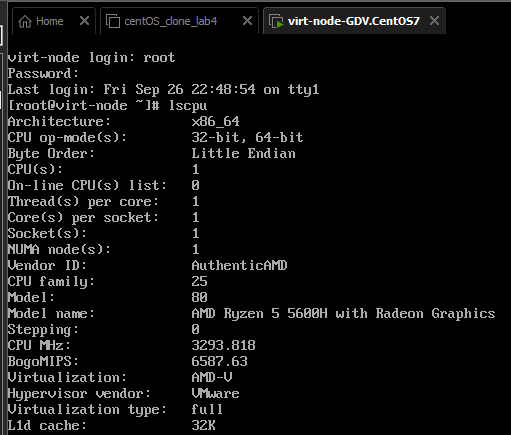 Home centOS_clone_lab4 virt-node-GDV.CentOS7
virt-node login: root
Password:
Last login: Fri Sep 26 22:48:54 on tty1
[root@virt-node ~]# lscpu
Architecture: x86_64
CPU op-mode(s): 32-bit, 64-bit
Byte Order: Little Endian
CPU(s): 1
On-line CPU(s) list: 0
Thread(s) per core: 1
Core(s) per socket: 1
Socket(s): 1
NUMA node(s): 1
Vendor ID: AuthenticAMD
CPU family: 25
Model: 80
Model name: AMD Ryzen 5 5600H with Radeon Graphics
Stepping: 0
CPU MHz: 3293.818
BogoMIPS: 6587.63
Virtualization: AMD-V
Hypervisor vendor: VMware
Virtualization type: full
L1d cache: 32K